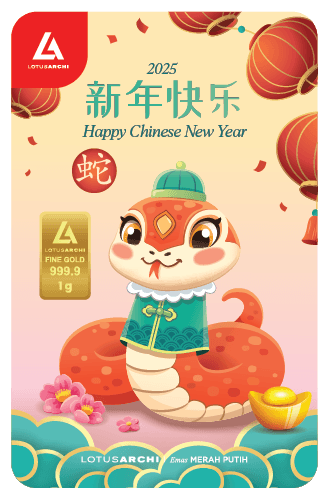 LOTUSARCHI
2025
新年快乐
Happy Chinese New Year
蛇
LOTUSARCHI
FINE GOLD
999.9
1g
LOTUSARCHI Emas MERAH PUTIH